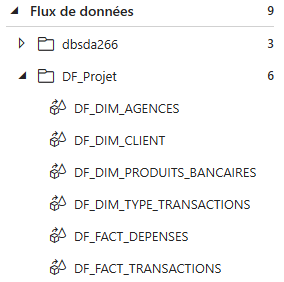 Flux de données 9
dbsda266 3
DF_Projet 6
DF_DIM_AGENCES
DF_DIM_CLIENT
DF_DIM_PRODUITS_BANCAIRES
DF_DIM_TYPE_TRANSACTIONS
DF_FACT_DEPENSES
DF_FACT_TRANSACTIONS